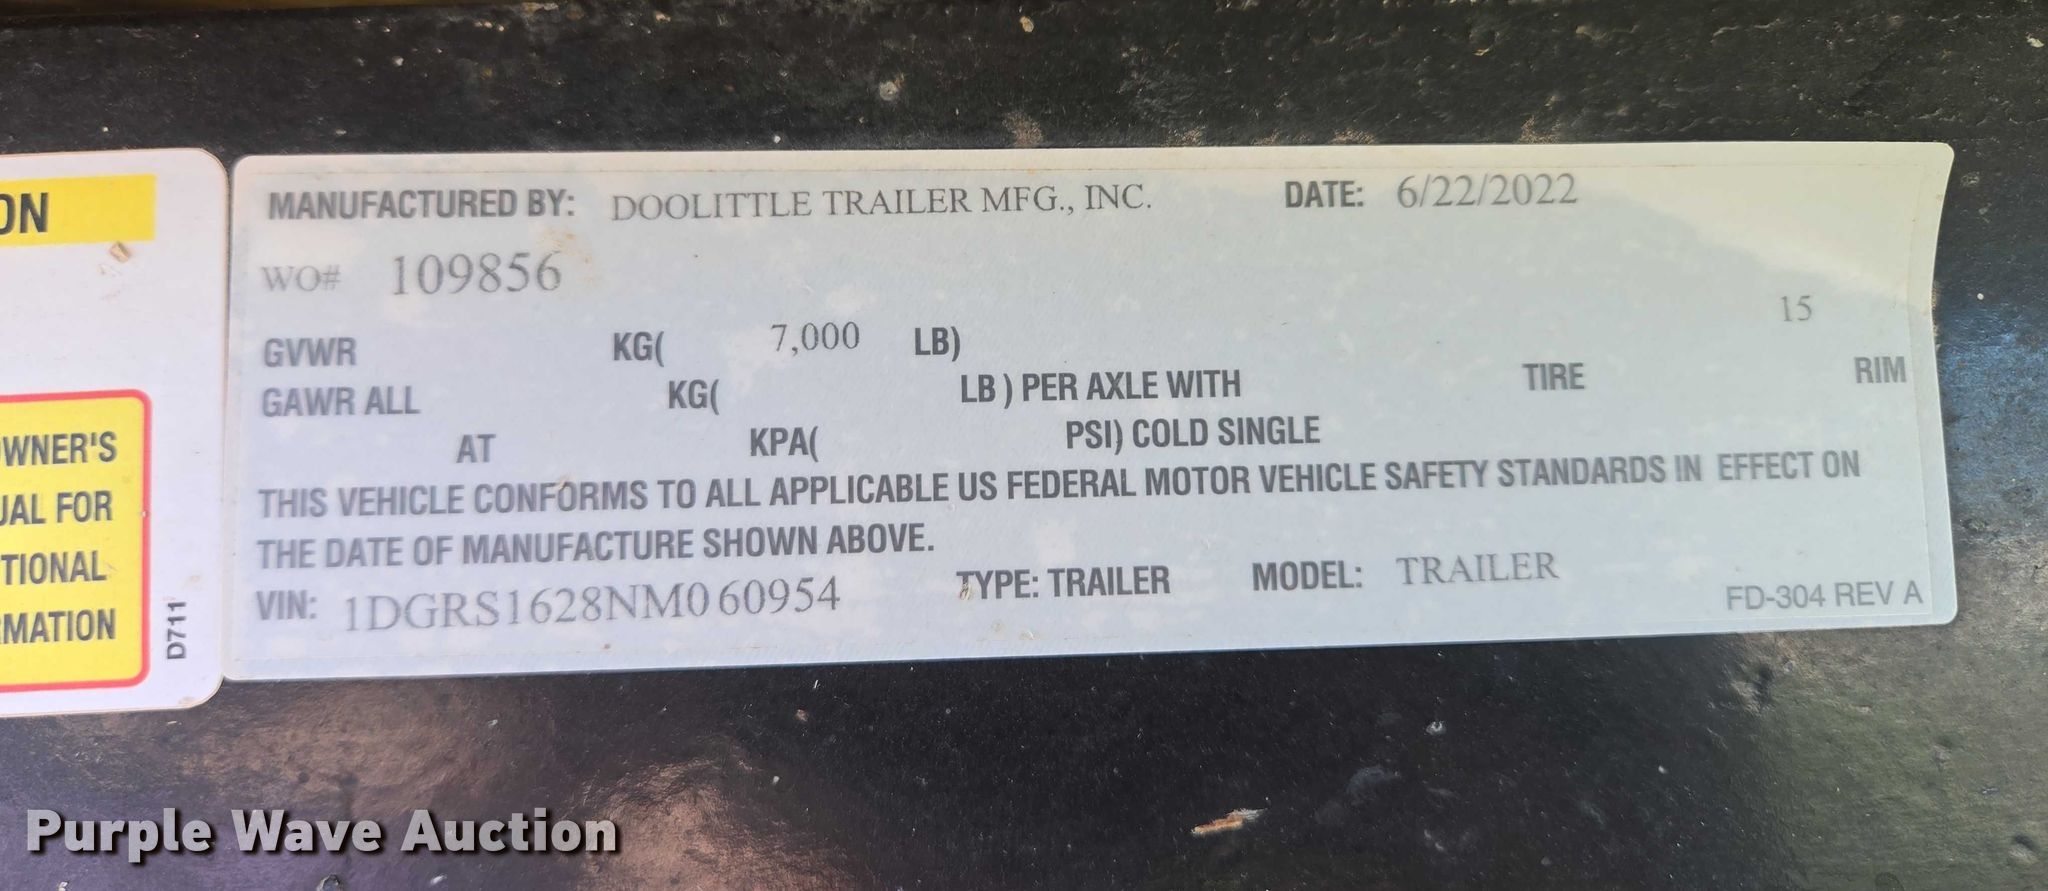 ON
OWNER'S
UAL FOR
TIONAL
RMATION
D711
MANUFACTURED BY: DOOLITTLE TRAILER MFG., INC. DATE: 6/22/2022
WO# 109856
15
GVWR KG( 7,000 LB)
GAWR ALL KG( LB ) PER AXLE WITH TIRE RIM
AT KPA( PSI) COLD SINGLE
THIS VEHICLE CONFORMS TO ALL APPLICABLE US FEDERAL MOTOR VEHICLE SAFETY STANDARDS IN EFFECT ON
THE DATE OF MANUFACTURE SHOWN ABOVE.
VIN: 1DGRS1628NM060954 TYPE: TRAILER MODEL: TRAILER
FD-304 REV A
Purple Wave Auction